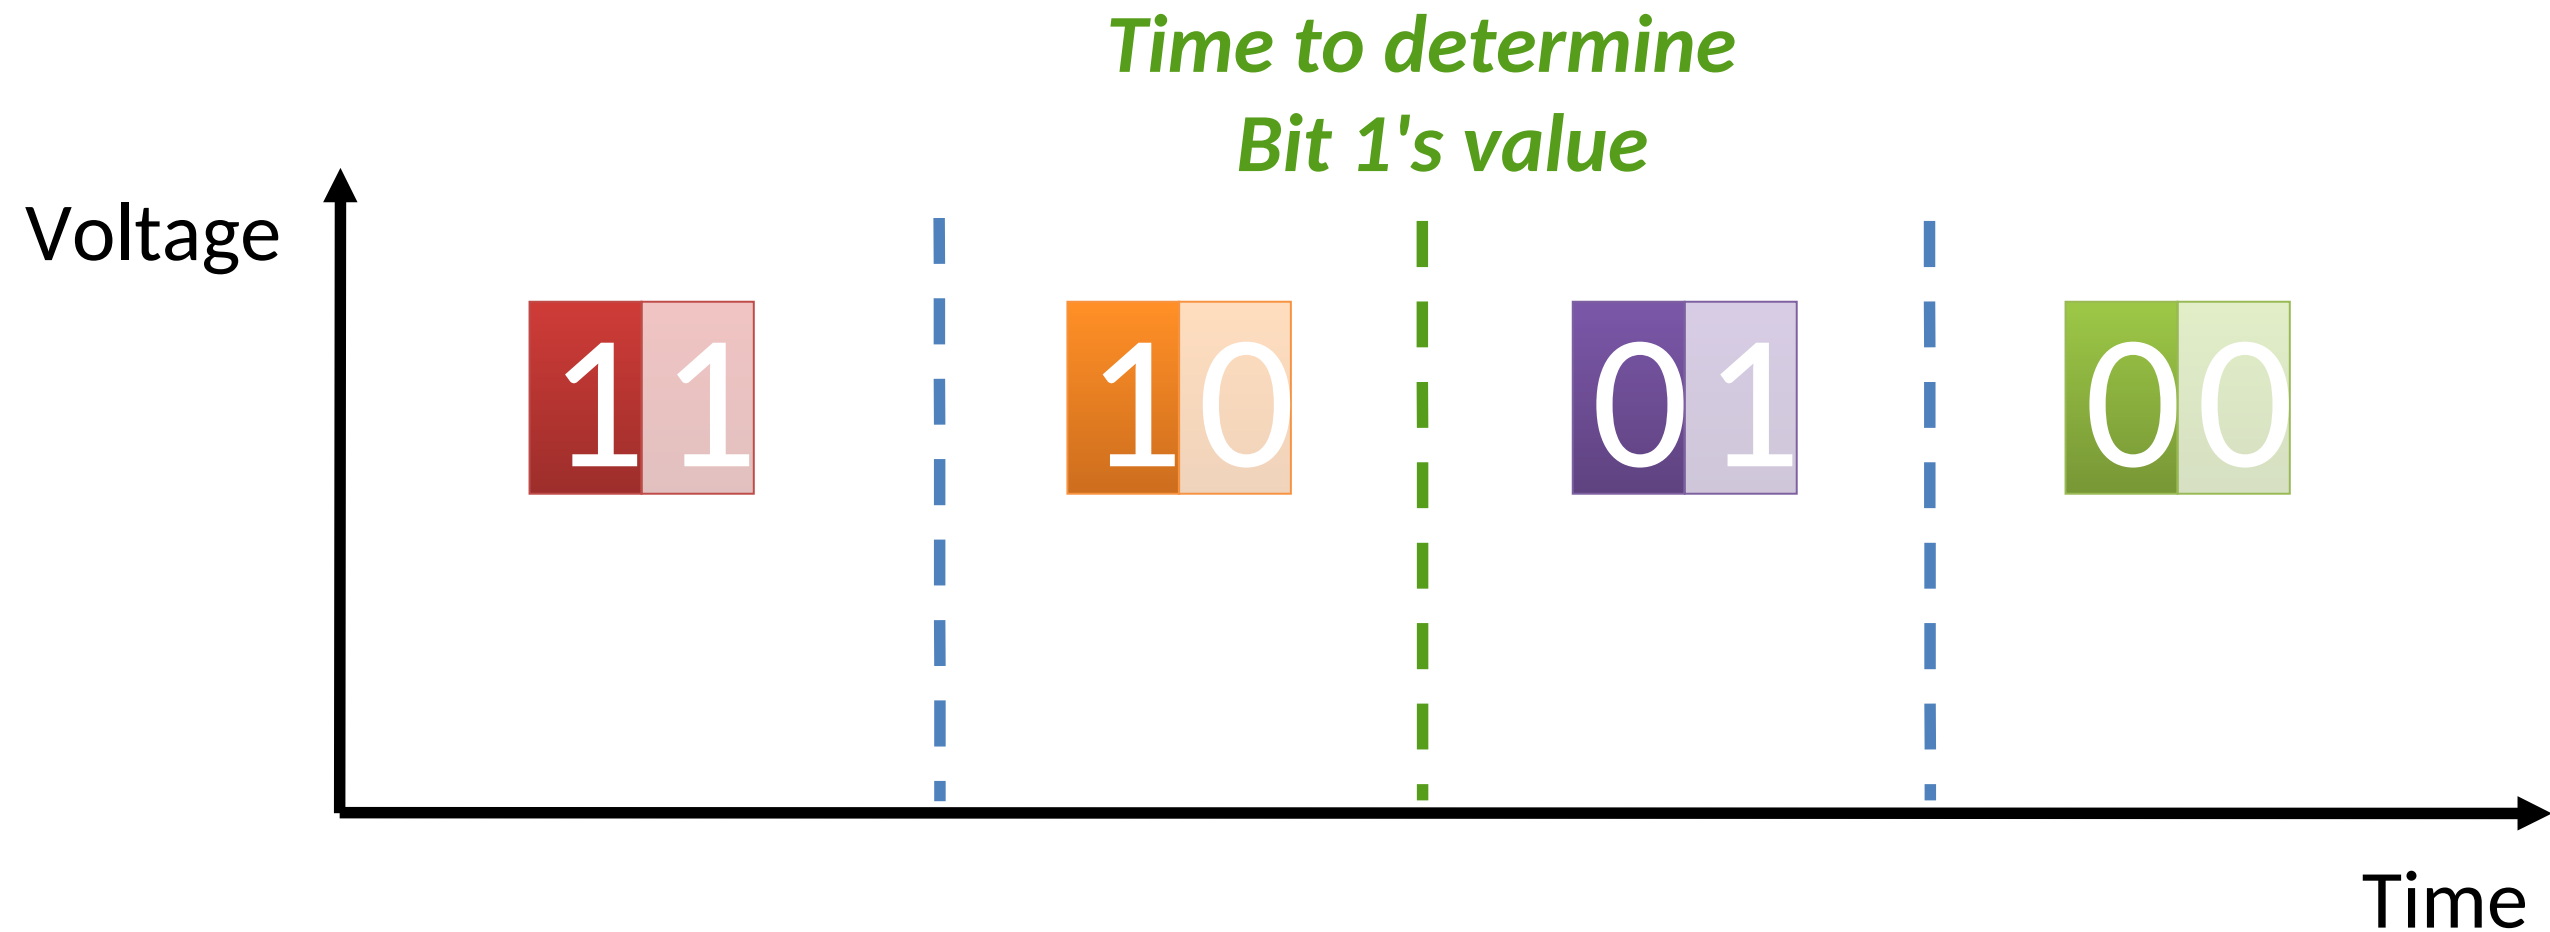 Time to determine
Bit 1's value
Voltage
11 10 01 00
Time